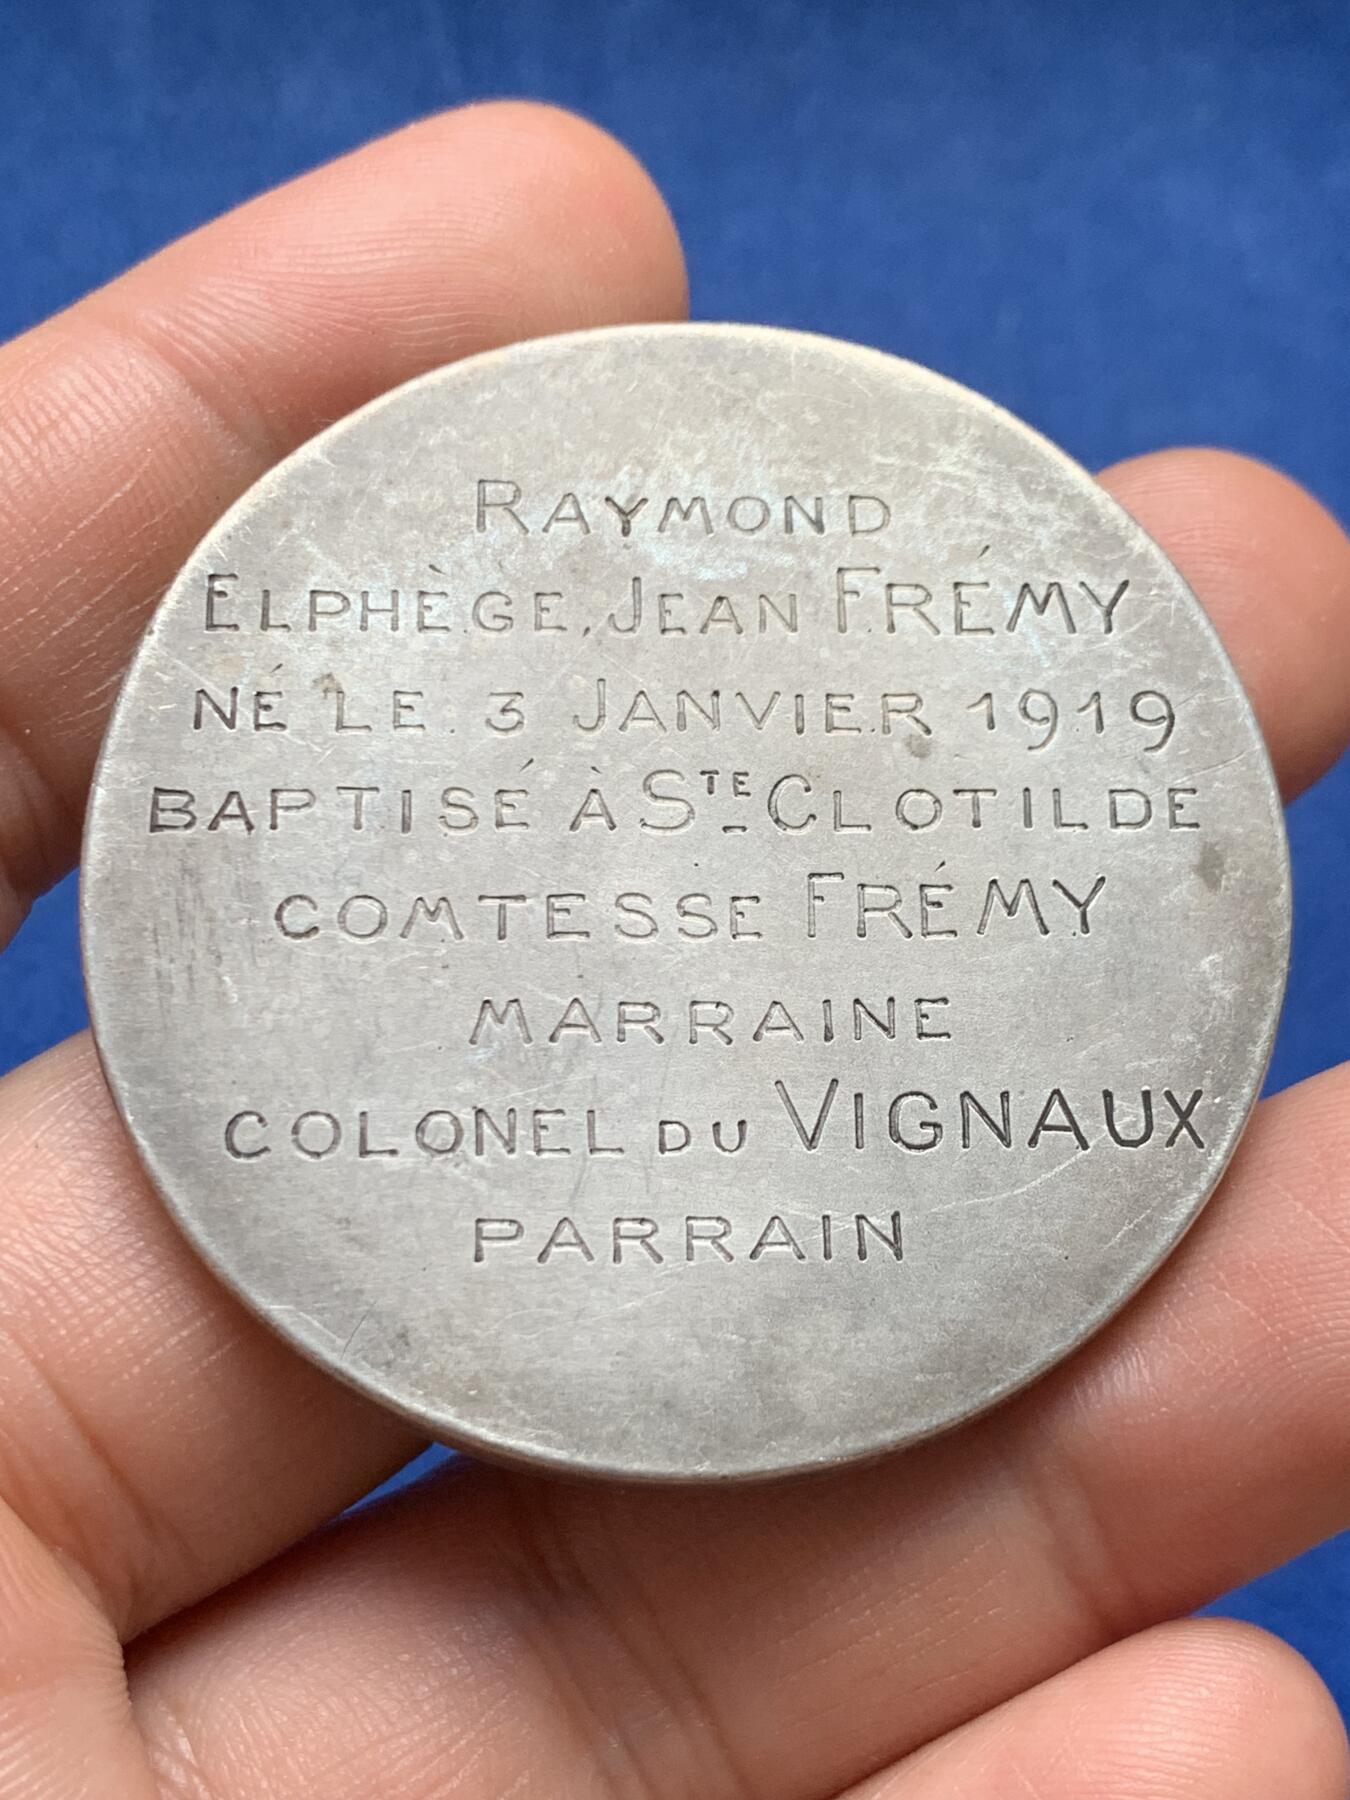 RAYMOND
ELPHÈGE, JEAN FRÉMY
NÉ LE 3 JANVIER 1919
BAPTISÉ À STE CLOTILDE
COMTESSE FRÉMY
MARRAINE
COLONEL DU VIGNAUX
PARRAIN